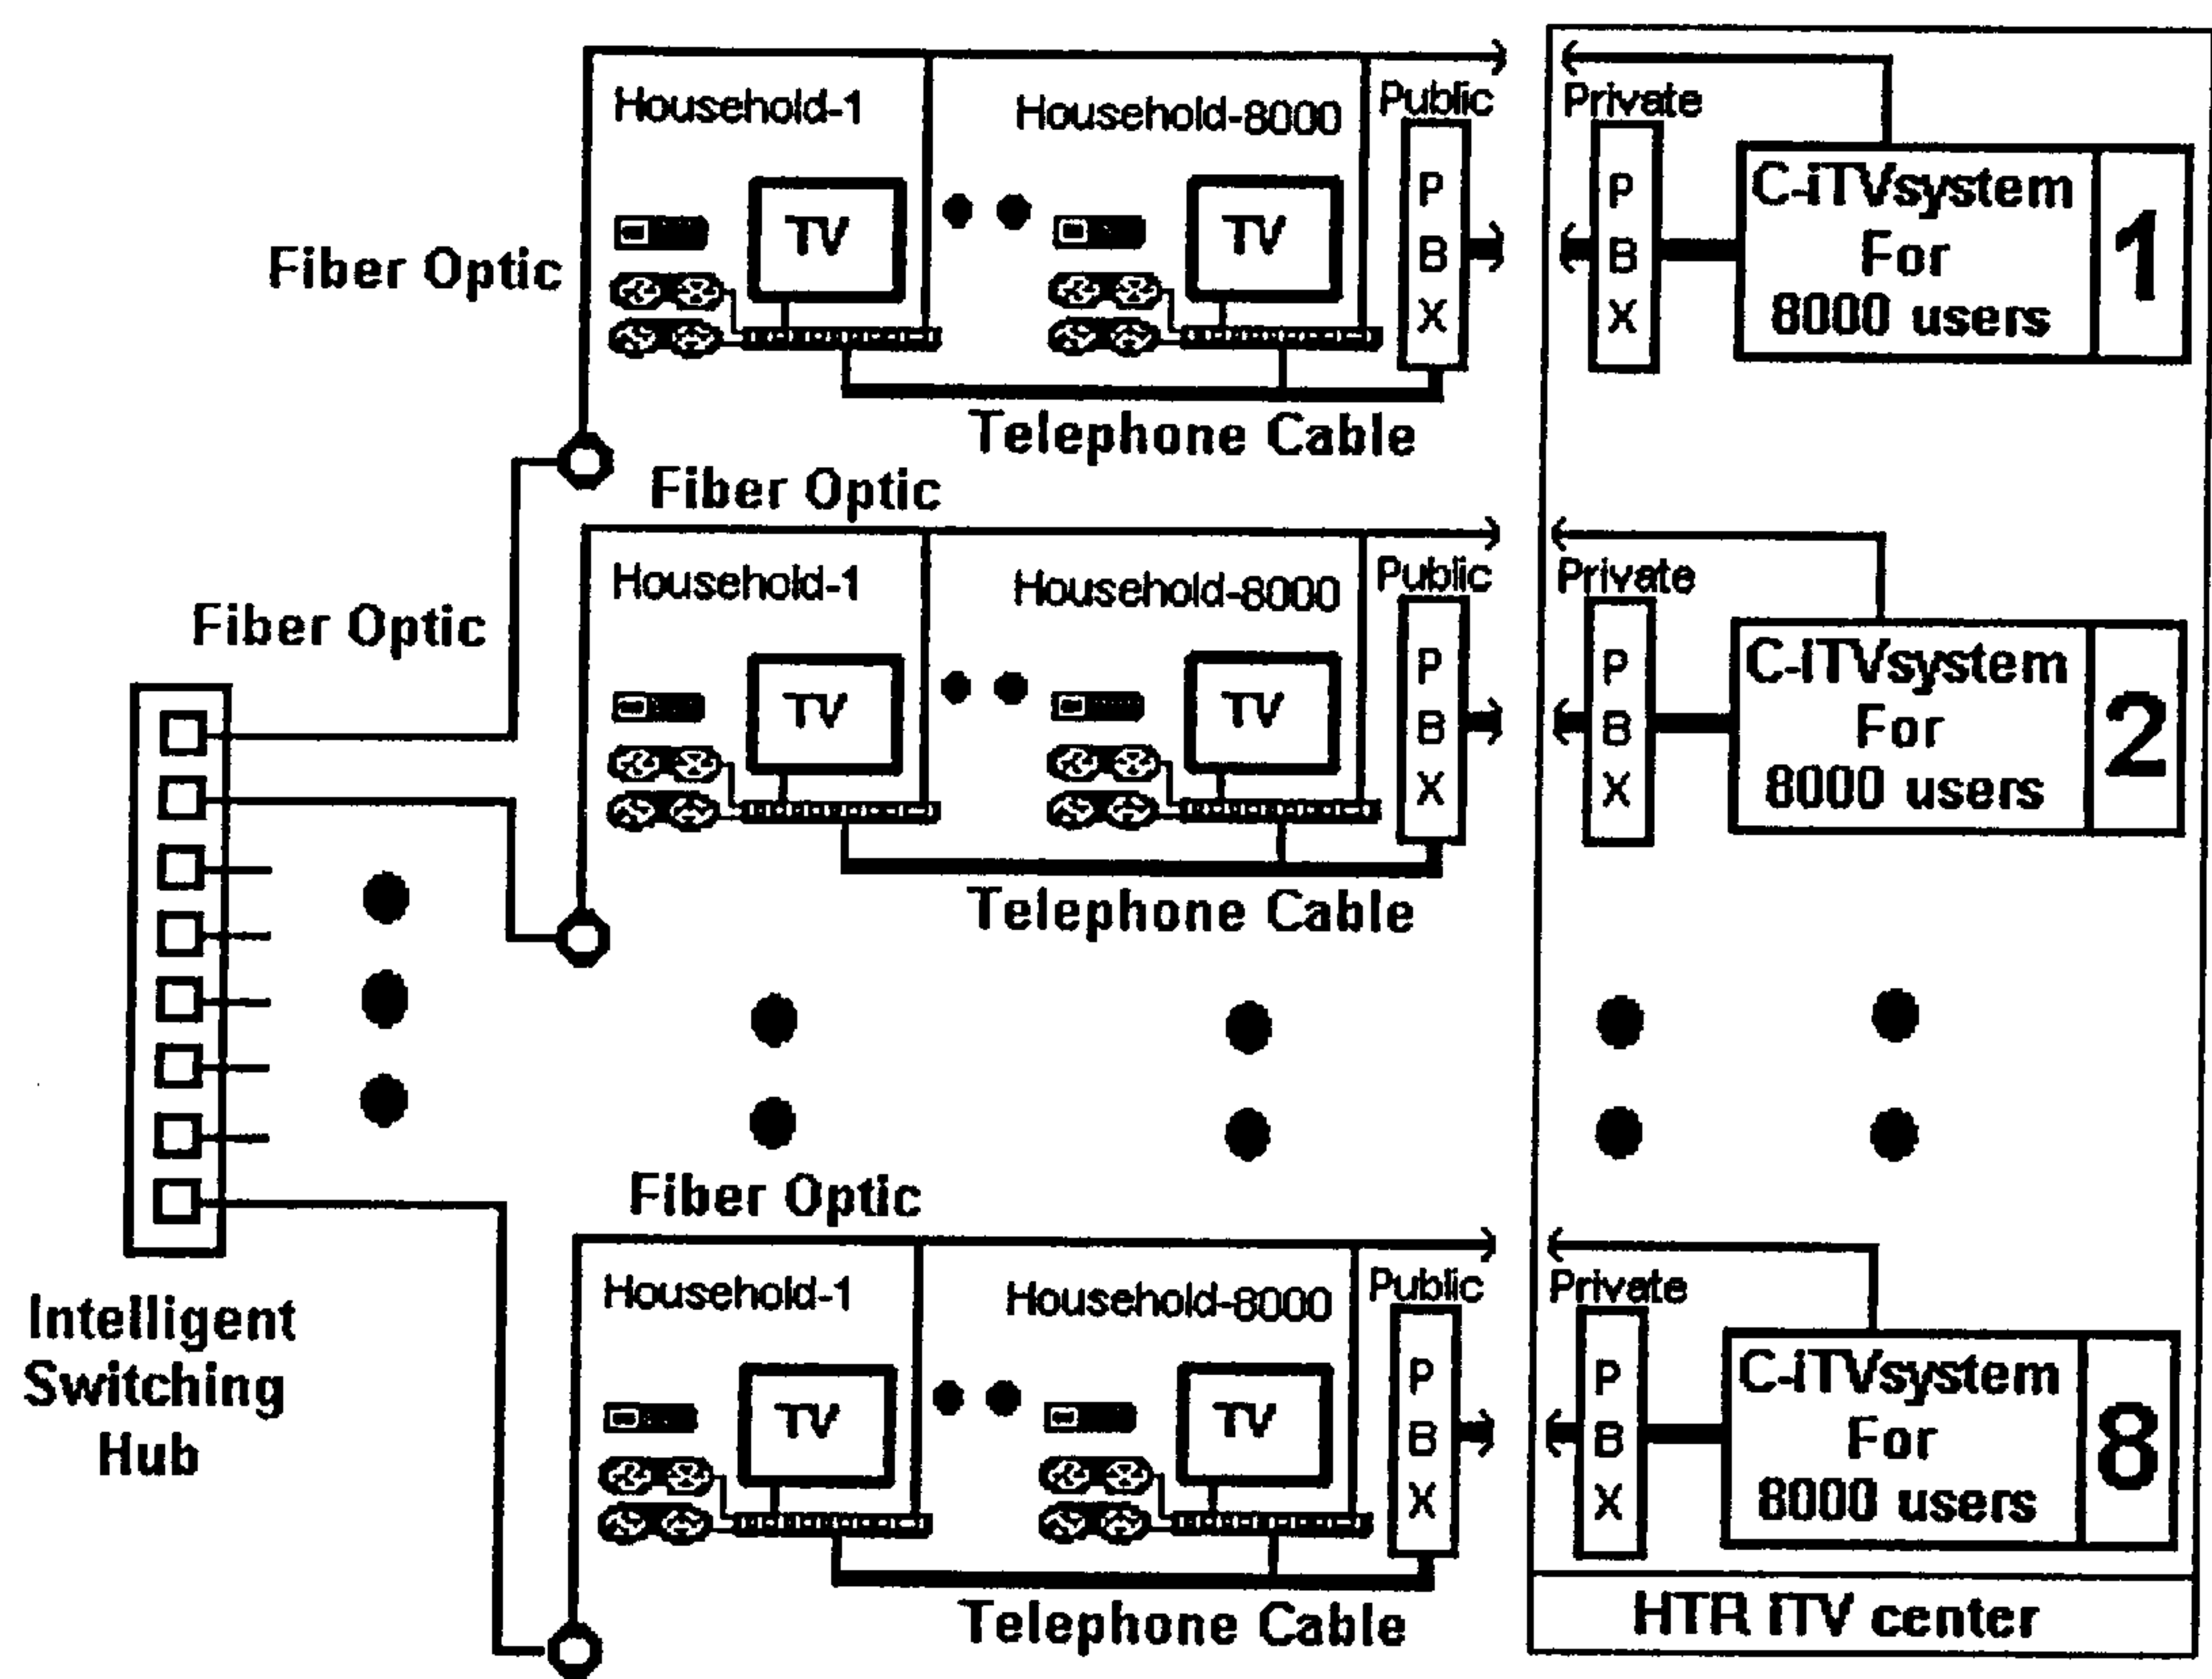 Household-1
Household-8000
Public
Private
TV
TV
P
B
X
P
B
X
C-iTVsystem
For
8000 users
1
Fiber Optic
Telephone Cable
Fiber Optic
Household-1
Household-8000
Public
Private
Fiber Optic
TV
TV
P
B
X
P
B
X
C-iTVsystem
For
8000 users
2
Telephone Cable
Fiber Optic
Household-1
Household-8000
Public
Private
Intelligent
Switching
Hub
TV
TV
P
B
X
P
B
X
C-iTVsystem
For
8000 users
8
Telephone Cable
HTR iTV center